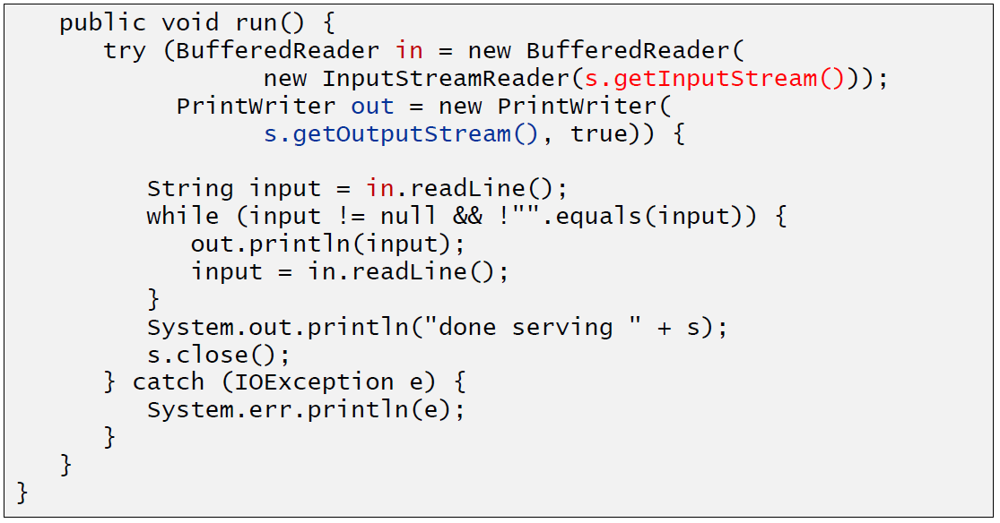 public void run() {
try (BufferedReader in = new BufferedReader(
new InputStreamReader(s.getInputStream()));
PrintWriter out = new PrintWriter(
s.getOutputStream(), true)) {
String input = in.readLine();
while (input != null && !"".equals(input)) {
out.println(input);
input = in.readLine();
}
System.out.println("done serving " + s);
s.close();
} catch (IOException e) {
System.err.println(e);
}
}
}